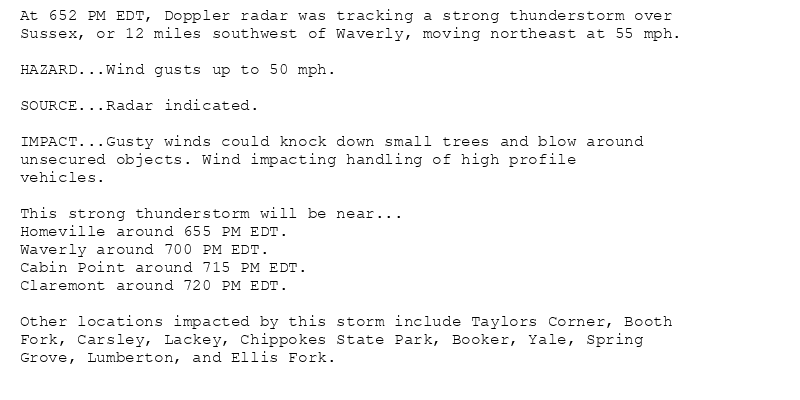 At 652 PM EDT, Doppler radar was tracking a strong thunderstorm over
Sussex, or 12 miles southwest of Waverly, moving northeast at 55 mph.
HAZARD...Wind gusts up to 50 mph.
SOURCE...Radar indicated.
IMPACT...Gusty winds could knock down small trees and blow around
unsecured objects. Wind impacting handling of high profile
vehicles.
This strong thunderstorm will be near...
Homeville around 655 PM EDT.
Waverly around 700 PM EDT.
Cabin Point around 715 PM EDT.
Claremont around 720 PM EDT.
Other locations impacted by this storm include Taylors Corner, Booth
Fork, Carsley, Lackey, Chippokes State Park, Booker, Yale, Spring
Grove, Lumberton, and Ellis Fork.